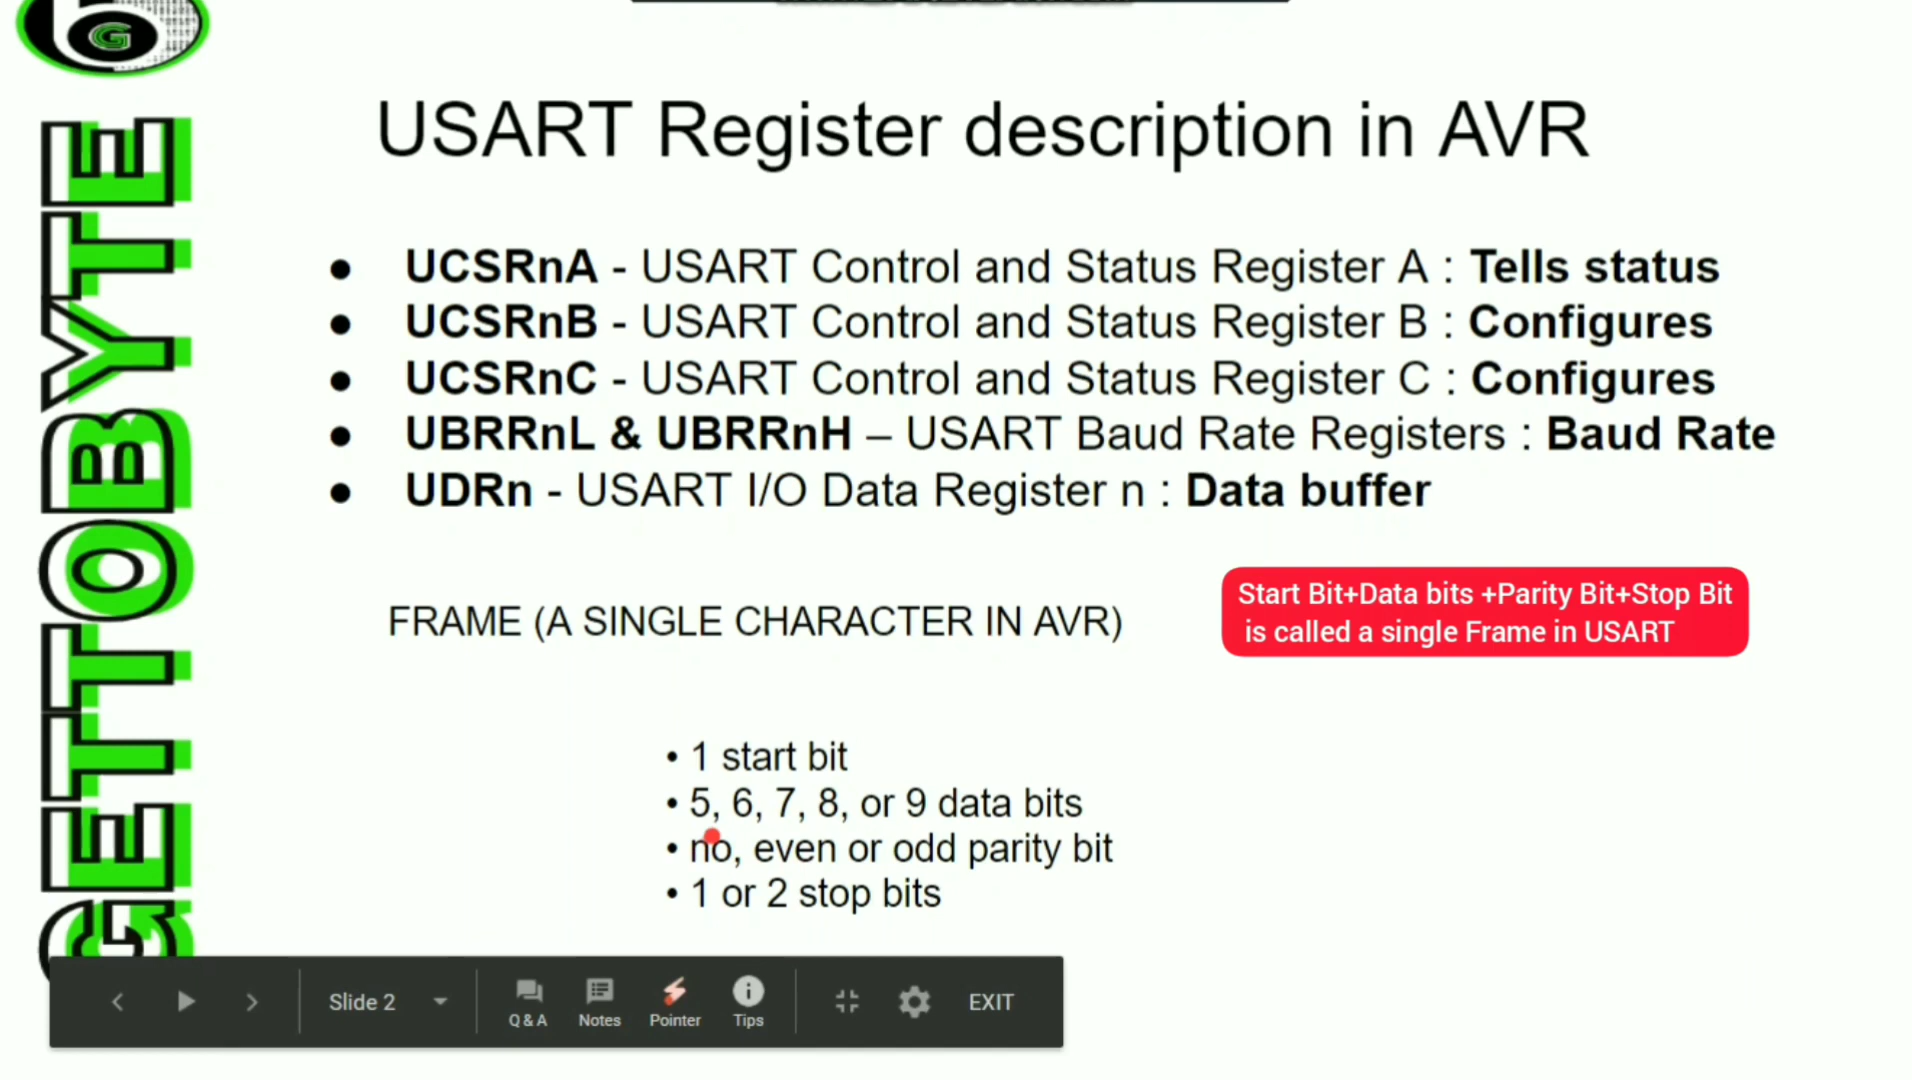 GETTOBYTE
G
USART Register description in AVR
● UCSRnA - USART Control and Status Register A : Tells status
● UCSRnB - USART Control and Status Register B : Configures
● UCSRnC - USART Control and Status Register C : Configures
● UBRRnL & UBRRnH – USART Baud Rate Registers : Baud Rate
● UDRn - USART I/O Data Register n : Data buffer
FRAME (A SINGLE CHARACTER IN AVR)
Start Bit+Data bits +Parity Bit+Stop Bit
is called a single Frame in USART
• 1 start bit
• 5, 6, 7, 8, or 9 data bits
• no, even or odd parity bit
• 1 or 2 stop bits
Slide 2
Q & A
Notes
Pointer
Tips
EXIT